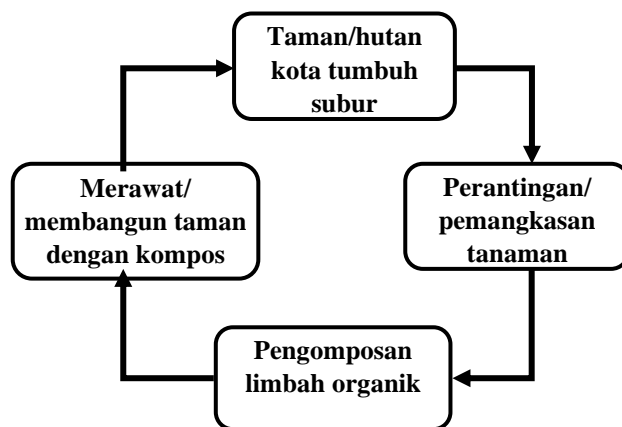 Taman/hutan
kota tumbuh
subur
Perantingan/
pemangkasan
tanaman
Pengomposan
limbah organik
Merawat/
membangun taman
dengan kompos